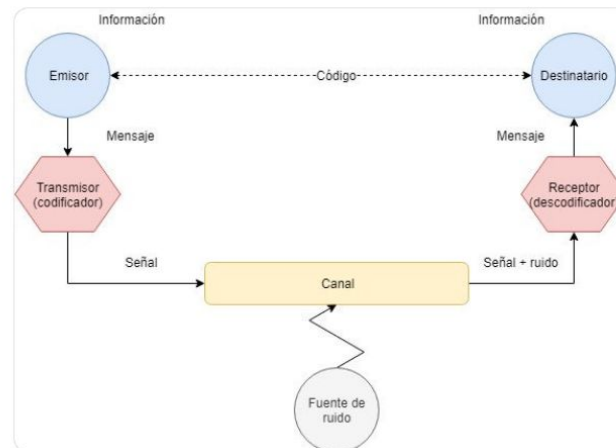 Información
Información
Emisor
Código
Destinatario
Mensaje
Mensaje
Transmisor
(codificador)
Receptor
(descodificador)
Señal
Canal
Señal + ruido
Fuente de
ruido